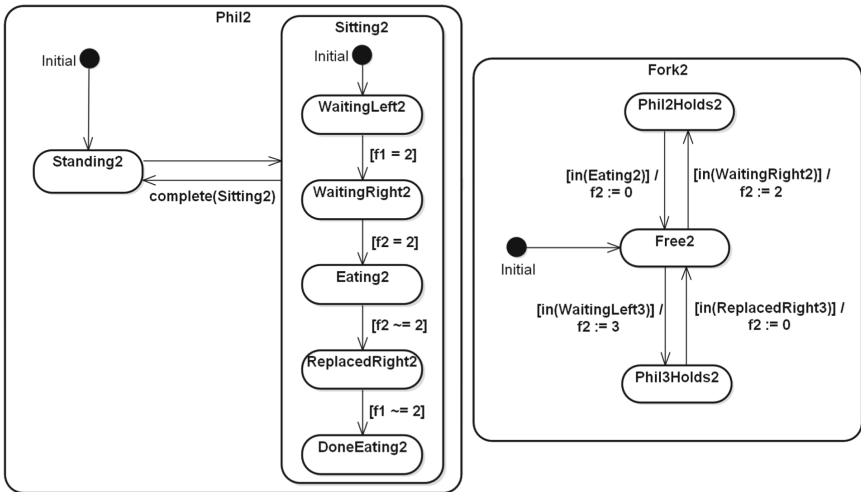 Phil2
Initial
Standing2
complete(Sitting2)
Sitting2
Initial
WaitingLeft2
[f1 = 2]
WaitingRight2
[f2 = 2]
Eating2
[f2 ~= 2]
ReplacedRight2
[f1 ~= 2]
DoneEating2
Fork2
Phil2Holds2
[in(Eating2)] /
f2 := 0
[in(WaitingRight2)] /
f2 := 2
Free2
Initial
[in(WaitingLeft3)] /
f2 := 3
[in(ReplacedRight3)] /
f2 := 0
Phil3Holds2